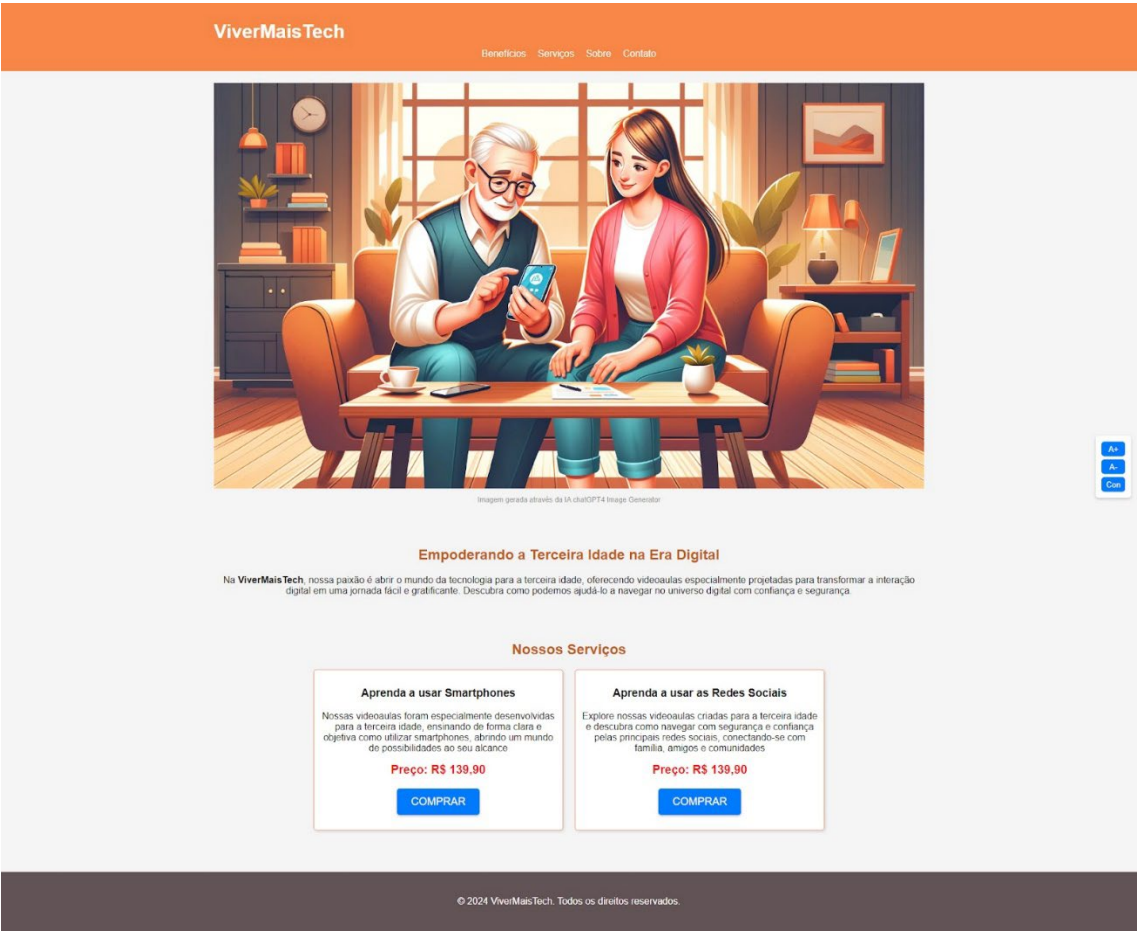 ViverMaisTech
Benefícios Serviços Sobre Contato
A+
A-
Con
Imagem gerada através da IA chatGPT4 Image Generator
Empoderando a Terceira Idade na Era Digital
Na ViverMaisTech, nossa paixão é abrir o mundo da tecnologia para a terceira idade, oferecendo videoaulas especialmente projetadas para transformar a interação
digital em uma jornada fácil e gratificante. Descubra como podemos ajudá-lo a navegar no universo digital com confiança e segurança.
Nossos Serviços
Aprenda a usar Smartphones
Nossas videoaulas foram especialmente desenvolvidas
para a terceira idade, ensinando de forma clara e
objetiva como utilizar smartphones, abrindo um mundo
de possibilidades ao seu alcance
Preço: R$ 139,90
COMPRAR
Aprenda a usar as Redes Sociais
Explore nossas videoaulas criadas para a terceira idade
e descubra como navegar com segurança e confiança
pelas principais redes sociais, conectando-se com
família, amigos e comunidades
Preço: R$ 139,90
COMPRAR
© 2024 ViverMaisTech. Todos os direitos reservados.